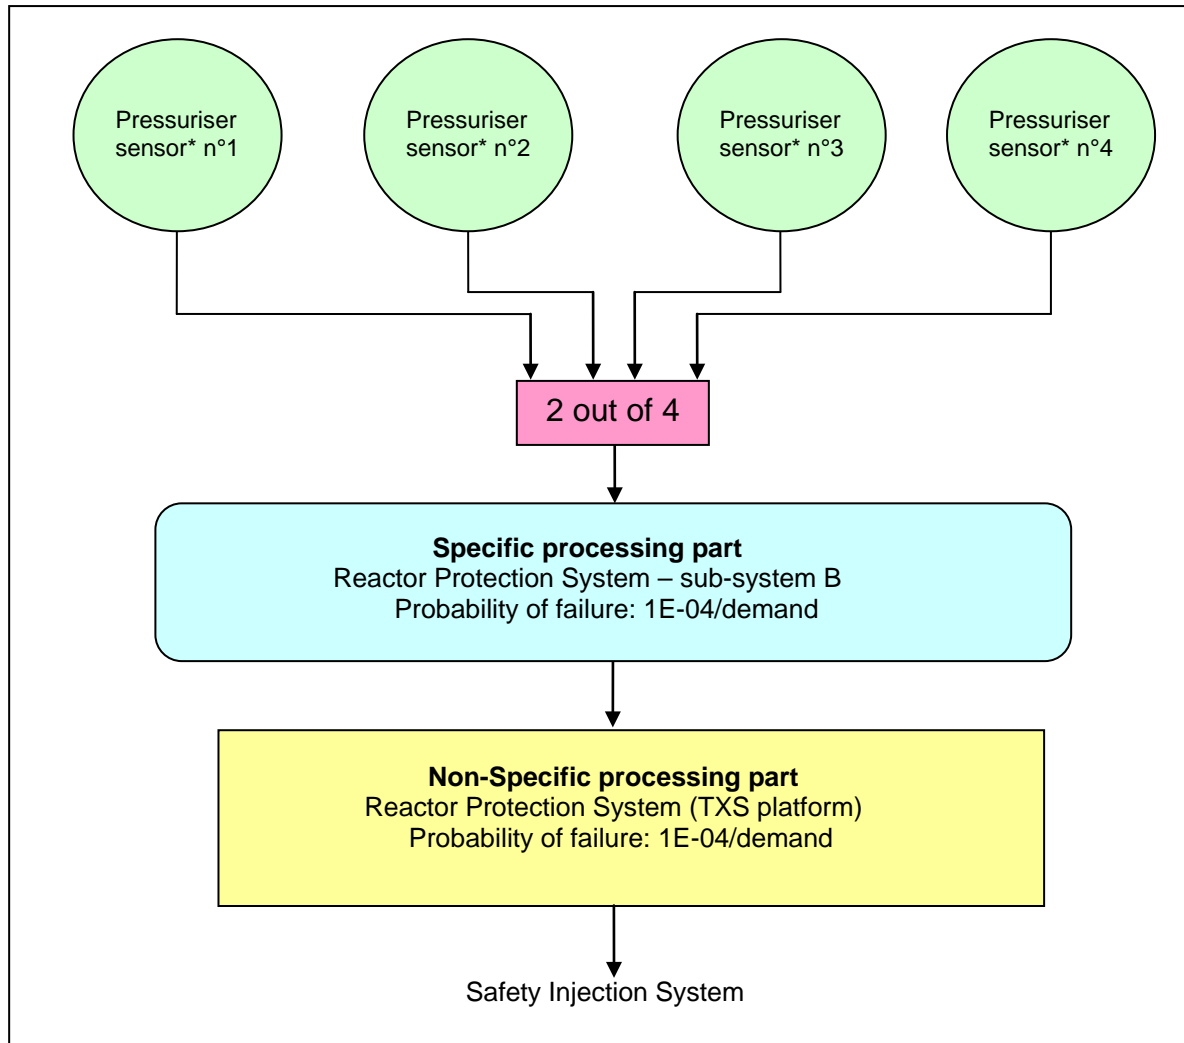 Pressuriser
sensor* n°1
Pressuriser
sensor* n°2
Pressuriser
sensor* n°3
Pressuriser
sensor* n°4
2 out of 4
Specific processing part
Reactor Protection System – sub-system B
Probability of failure: 1E-04/demand
Non-Specific processing part
Reactor Protection System (TXS platform)
Probability of failure: 1E-04/demand
Safety Injection System